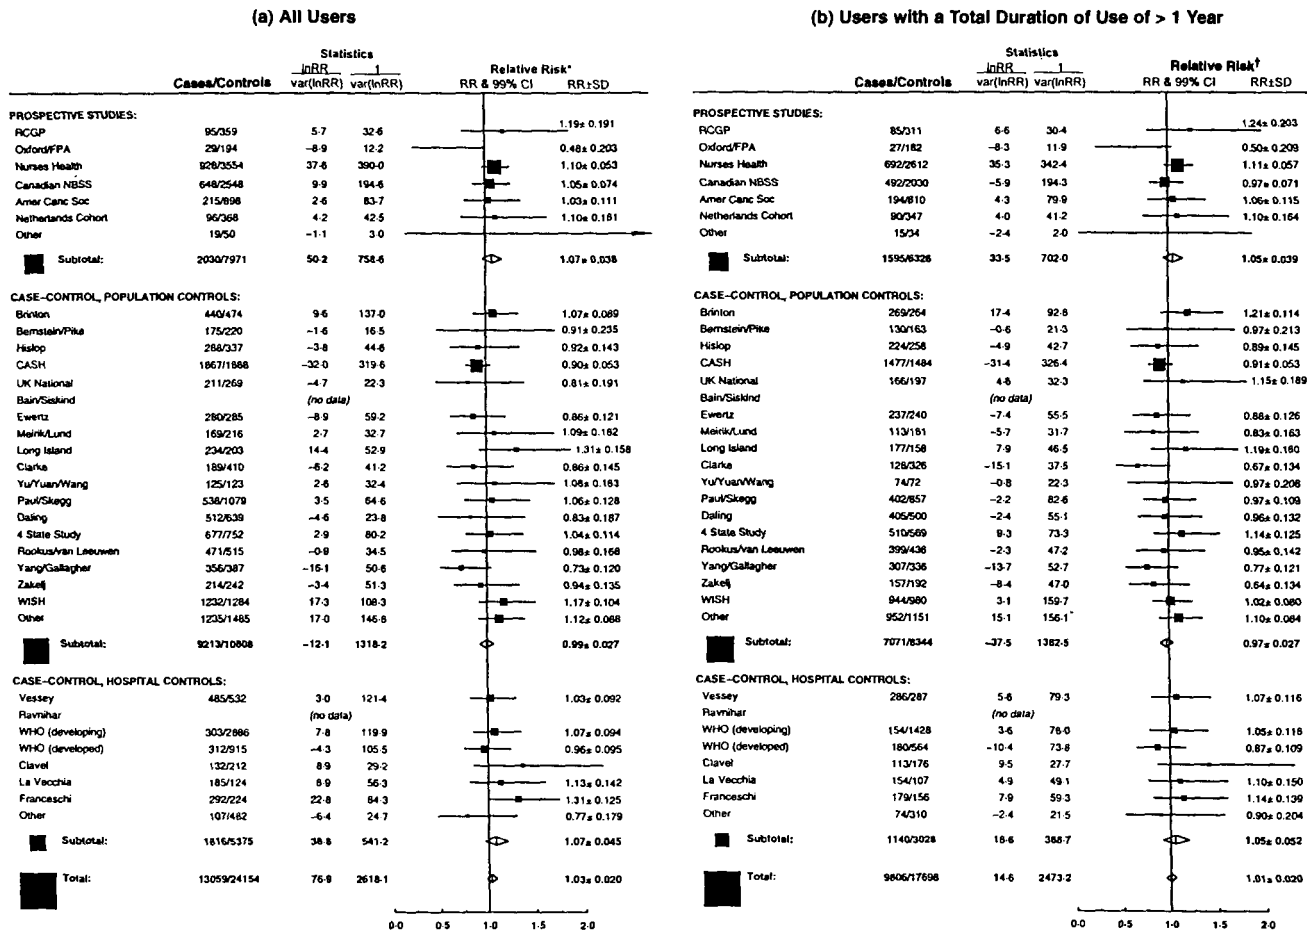 (a) All Users
Statistics
lnRR 1 Relative Risk*
Cases/Controls var(lnRR) var(lnRR) RR & 99% CI RR±SD
PROSPECTIVE STUDIES:
RCGP 95/359 5·7 32·6 1.19± 0.191
Oxford/FPA 29/194 -8·9 12·2 0.48± 0.203
Nurses Health 928/3554 37·6 390·0 1.10± 0.053
Canadian NBSS 648/2548 9·9 194·6 1.05± 0.074
Amer Canc Soc 215/898 2·6 83·7 1.03± 0.111
Netherlands Cohort 96/368 4·2 42·5 1.10± 0.161
Other 19/50 -1·1 3·0
Subtotal: 2030/7971 50·2 758·6 1.07± 0.038
CASE-CONTROL, POPULATION CONTROLS:
Brinton 440/474 9·6 137·0 1.07± 0.089
Bernstein/Pike 175/220 -1·6 16·5 0.91± 0.235
Hislop 288/337 -3·8 44·6 0.92± 0.143
CASH 1867/1868 -32·0 319·6 0.90± 0.053
UK National 211/269 -4·7 22·3 0.81± 0.191
Bain/Siskind (no data)
Ewertz 280/285 -8·9 59·2 0.86± 0.121
Meirik/Lund 169/216 2·7 32·7 1.09± 0.182
Long Island 234/203 14·4 52·9 1.31± 0.158
Clarke 189/410 -6·2 41·2 0.86± 0.145
Yu/Yuan/Wang 125/123 2·6 32·4 1.08± 0.183
Paul/Skegg 538/1079 3·5 64·6 1.06± 0.128
Daling 512/639 -4·6 23·8 0.83± 0.187
4 State Study 677/752 2·9 80·2 1.04± 0.114
Rookus/van Leeuwen 471/515 -0·9 34·5 0.98± 0.168
Yang/Gallagher 356/387 -16·1 50·6 0.73± 0.120
Zakelj 214/242 -3·4 51·3 0.94± 0.135
WISH 1232/1284 17·3 108·3 1.17± 0.104
Other 1235/1485 17·0 146·8 1.12± 0.088
Subtotal: 9213/10808 -12·1 1318·2 0.99± 0.027
CASE-CONTROL, HOSPITAL CONTROLS:
Vessey 485/532 3·0 121·4 1.03± 0.092
Ravnihar (no data)
WHO (developing) 303/2886 7·8 119·9 1.07± 0.094
WHO (developed) 312/915 -4·3 105·5 0.96± 0.095
Clavel 132/212 8·9 29·2
La Vecchia 185/124 6·9 56·3 1.13± 0.142
Franceschi 292/224 22·8 84·3 1.31± 0.125
Other 107/482 -6·4 24·7 0.77± 0.179
Subtotal: 1816/5375 38·8 541·2 1.07± 0.045
Total: 13059/24154 76·9 2618·1 1.03± 0.020
0·0 0·5 1·0 1·5 2·0
(b) Users with a Total Duration of Use of > 1 Year
Statistics
lnRR 1 Relative Risk†
Cases/Controls var(lnRR) var(lnRR) RR & 99% CI RR±SD
PROSPECTIVE STUDIES:
RCGP 85/311 6·6 30·4 1.24± 0.203
Oxford/FPA 27/182 -8·3 11·9 0.50± 0.209
Nurses Health 692/2612 35·3 342·4 1.11± 0.057
Canadian NBSS 492/2030 -5·9 194·3 0.97± 0.071
Amer Canc Soc 194/810 4·3 79·9 1.06± 0.115
Netherlands Cohort 90/347 4·0 41·2 1.10± 0.164
Other 15/34 -2·4 2·0
Subtotal: 1595/6326 33·5 702·0 1.05± 0.039
CASE-CONTROL, POPULATION CONTROLS:
Brinton 269/264 17·4 92·8 1.21± 0.114
Bernstein/Pike 130/163 -0·6 21·3 0.97± 0.213
Hislop 224/258 -4·9 42·7 0.89± 0.145
CASH 1477/1484 -31·4 326·4 0.91± 0.053
UK National 166/197 4·6 32·3 1.15± 0.189
Bain/Siskind (no data)
Ewertz 237/240 -7·4 55·5 0.88± 0.126
Meirik/Lund 113/161 -5·7 31·7 0.83± 0.163
Long Island 177/158 7·9 46·5 1.19± 0.160
Clarke 128/326 -15·1 37·5 0.67± 0.134
Yu/Yuan/Wang 74/72 -0·8 22·3 0.97± 0.208
Paul/Skegg 402/857 -2·2 82·6 0.97± 0.109
Daling 405/500 -2·4 55·1 0.96± 0.132
4 State Study 510/569 9·3 73·3 1.14± 0.125
Rookus/van Leeuwen 399/436 -2·3 47·2 0.95± 0.142
Yang/Gallagher 307/336 -13·7 52·7 0.77± 0.121
Zakelj 157/192 -8·4 47·0 0.84± 0.134
WISH 944/980 3·1 159·7 1.02± 0.080
Other 952/1151 15·1 156·1 1.10± 0.084
Subtotal: 7071/8344 -37·5 1382·5 0.97± 0.027
CASE-CONTROL, HOSPITAL CONTROLS:
Vessey 286/287 5·6 79·3 1.07± 0.116
Ravnihar (no data)
WHO (developing) 154/1428 3·6 76·0 1.05± 0.118
WHO (developed) 180/564 -10·4 73·8 0.87± 0.109
Clavel 113/176 9·5 27·7
La Vecchia 154/107 4·9 49·1 1.10± 0.150
Franceschi 179/156 7·9 59·3 1.14± 0.139
Other 74/310 -2·4 21·5 0.90± 0.204
Subtotal: 1140/3028 18·6 388·7 1.05± 0.052
Total: 9806/17698 14·6 2473·2 1.01± 0.020
0·0 0·5 1·0 1·5 2·0